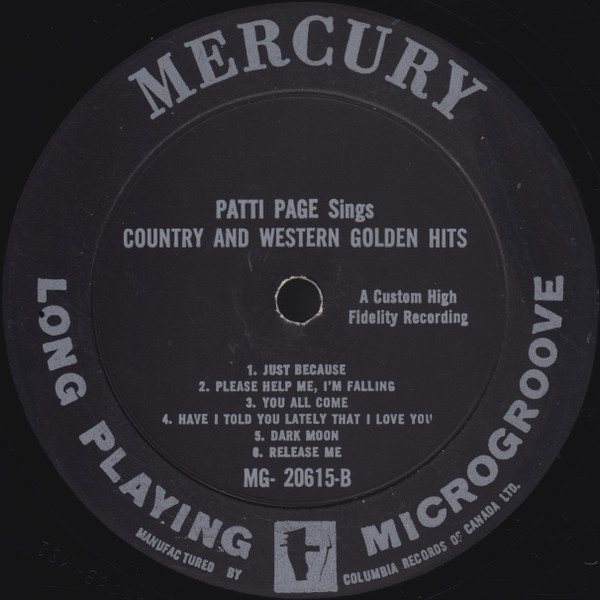 MERCURY
PATTI PAGE Sings
COUNTRY AND WESTERN GOLDEN HITS
A Custom High
Fidelity Recording
1. JUST BECAUSE
2. PLEASE HELP ME, I'M FALLING
3. YOU ALL COME
4. HAVE I TOLD YOU LATELY THAT I LOVE YOU
5. DARK MOON
6. RELEASE ME
MG- 20615-B
LONG PLAYING MICROGROOVE
MANUFACTURED BY COLUMBIA RECORDS OF CANADA LTD.